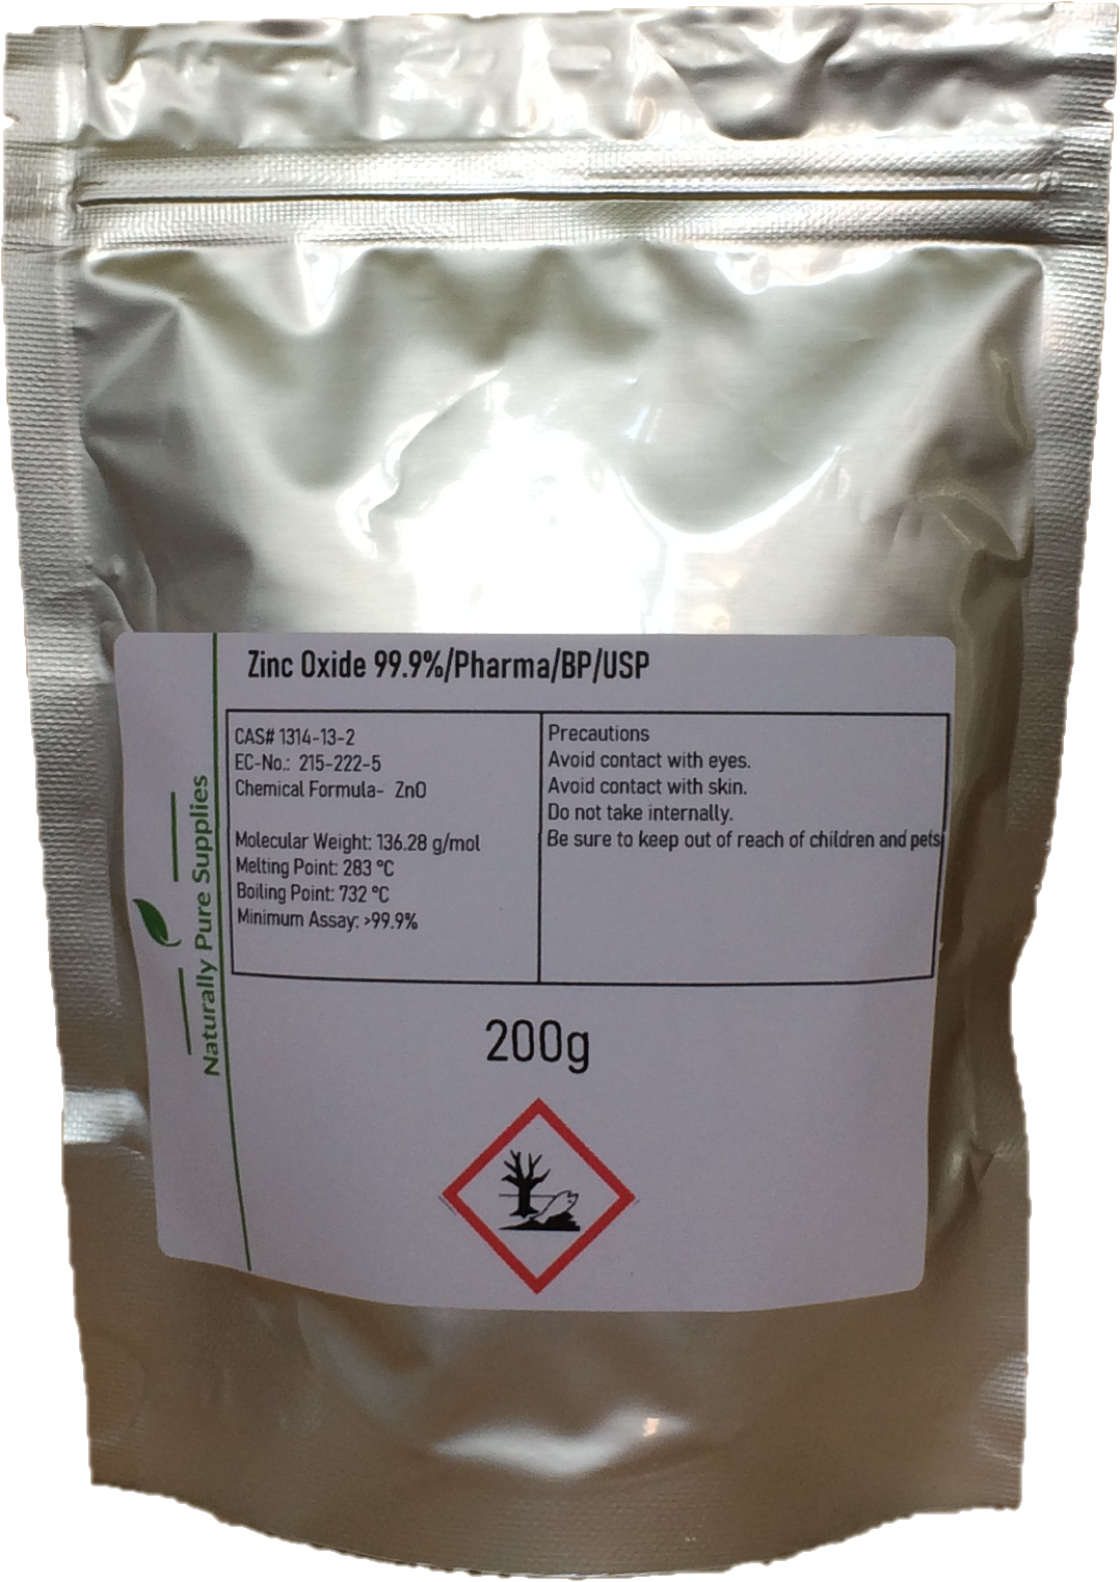 Zinc Oxide 99.9%/Pharma/BP/USP
CAS# 1314-13-2
EC-No.: 215-222-5
Chemical Formula- ZnO
Molecular Weight: 136.28 g/mol
Melting Point: 283 °C
Boiling Point: 732 °C
Minimum Assay: >99.9%
Precautions
Avoid contact with eyes.
Avoid contact with skin.
Do not take internally.
Be sure to keep out of reach of children and pets
Naturally Pure Supplies
200g